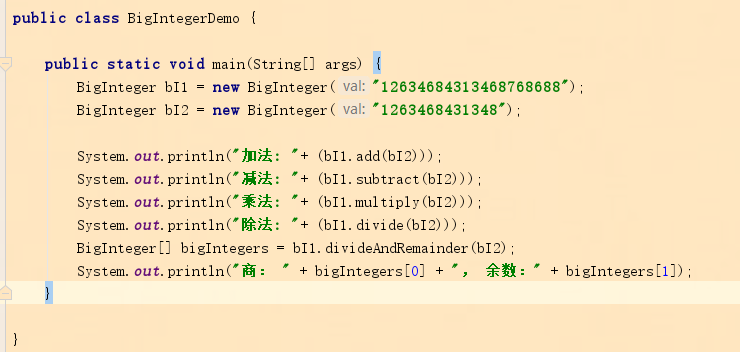 public class BigIntegerDemo {
public static void main(String[] args) {
BigInteger bI1 = new BigInteger( val: "12634684313468768688");
BigInteger bI2 = new BigInteger( val: "1263468431348");
System.out.println("加法: "+ (bI1.add(bI2)));
System.out.println("减法: "+ (bI1.subtract(bI2)));
System.out.println("乘法: "+ (bI1.multiply(bI2)));
System.out.println("除法: "+ (bI1.divide(bI2)));
BigInteger[] bigIntegers = bI1.divideAndRemainder(bI2);
System.out.println("商: " + bigIntegers[0] + ", 余数:" + bigIntegers[1]);
}
}